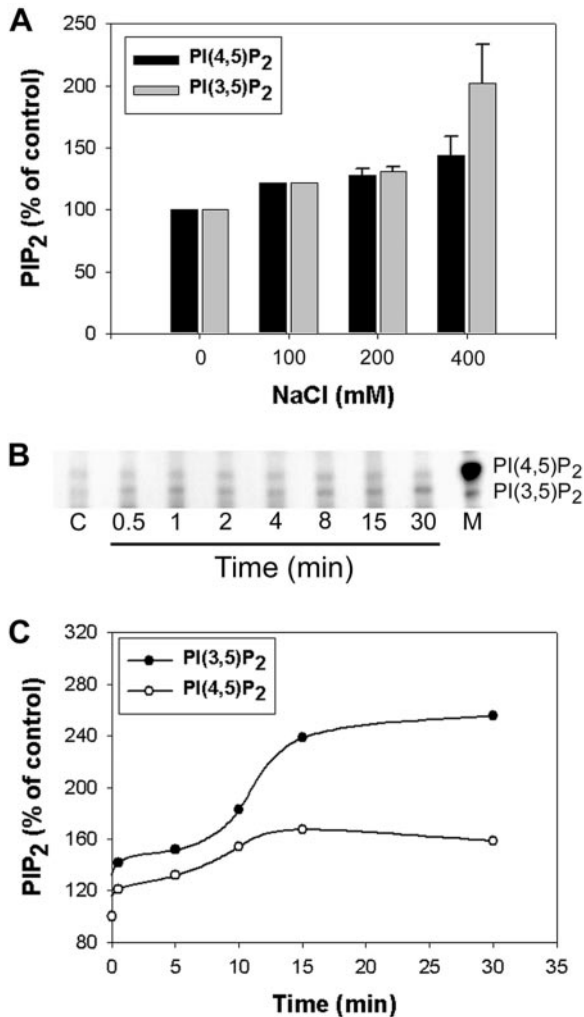 A
PI(4,5)P2
PI(3,5)P2
PIP2 (% of control)
250
200
150
100
50
0
0 100 200 400
NaCl (mM)
B
PI(4,5)P2
PI(3,5)P2
C 0.5 1 2 4 8 15 30 M
Time (min)
C
PI(3,5)P2
PI(4,5)P2
PIP2 (% of control)
320
280
240
200
160
120
80
0 5 10 15 20 25 30 35
Time (min)